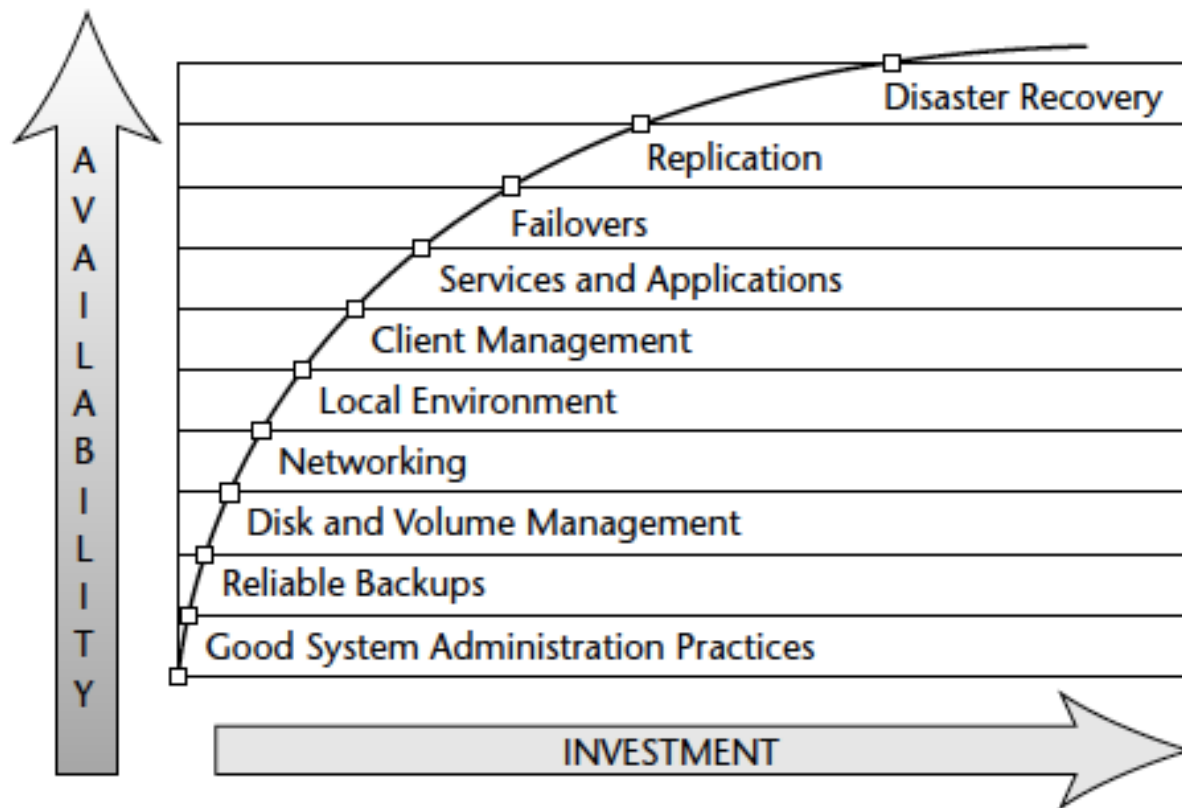 AVAILABILITY
Disaster Recovery
Replication
Failovers
Services and Applications
Client Management
Local Environment
Networking
Disk and Volume Management
Reliable Backups
Good System Administration Practices
INVESTMENT